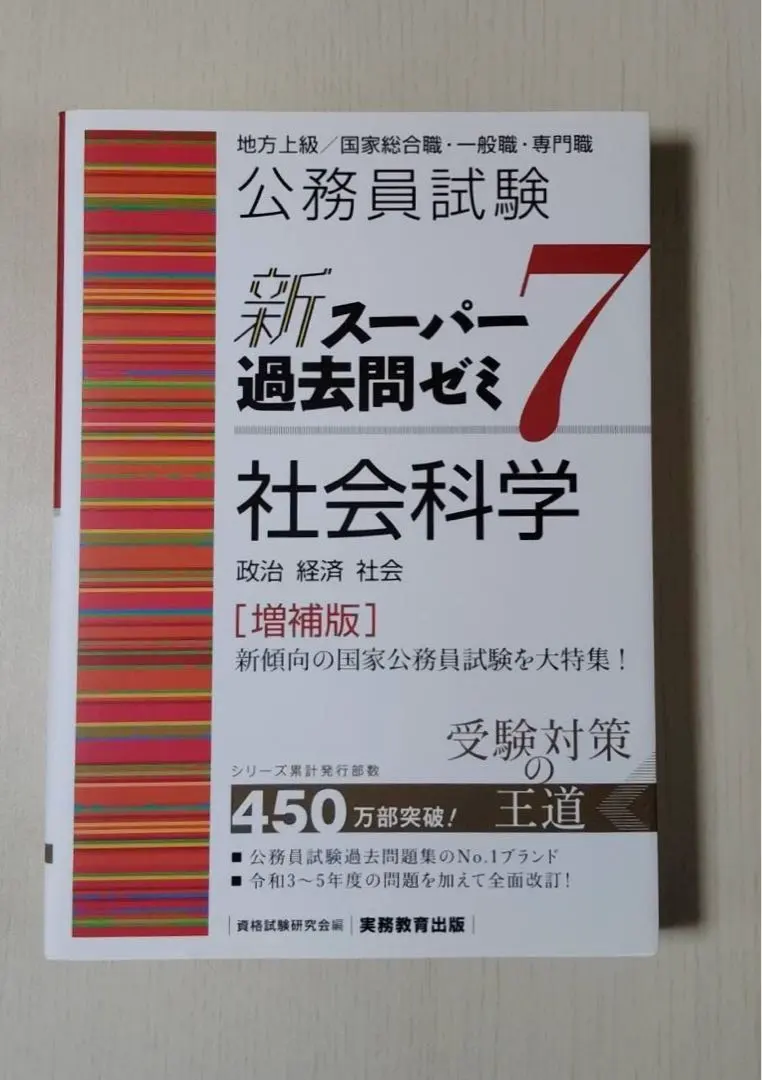 地方上級／国家総合職・一般職・専門職
公務員試験
新スーパー
過去問ゼミ7
社会科学
政治 経済 社会
［増補版］
新傾向の国家公務員試験を大特集！
受験対策
の
王道
シリーズ累計発行部数
450万部突破！
■ 公務員試験過去問題集のNo.1ブランド
■ 令和3〜5年度の問題を加えて全面改訂！
資格試験研究会編 実務教育出版